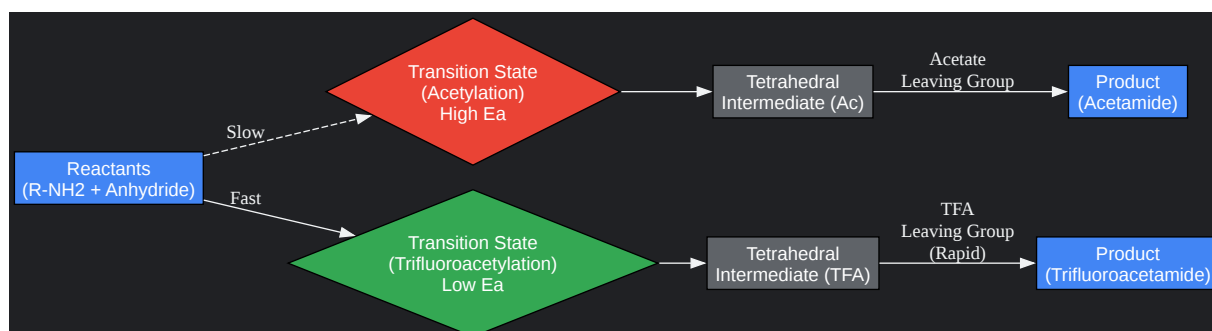 Reactants
(R-NH2 + Anhydride)
Slow
Fast
Transition State
(Acetylation)
High Ea
Tetrahedral
Intermediate (Ac)
Acetate
Leaving Group
Product
(Acetamide)
Transition State
(Trifluoroacetylation)
Low Ea
Tetrahedral
Intermediate (TFA)
TFA
Leaving Group
(Rapid)
Product
(Trifluoroacetamide)